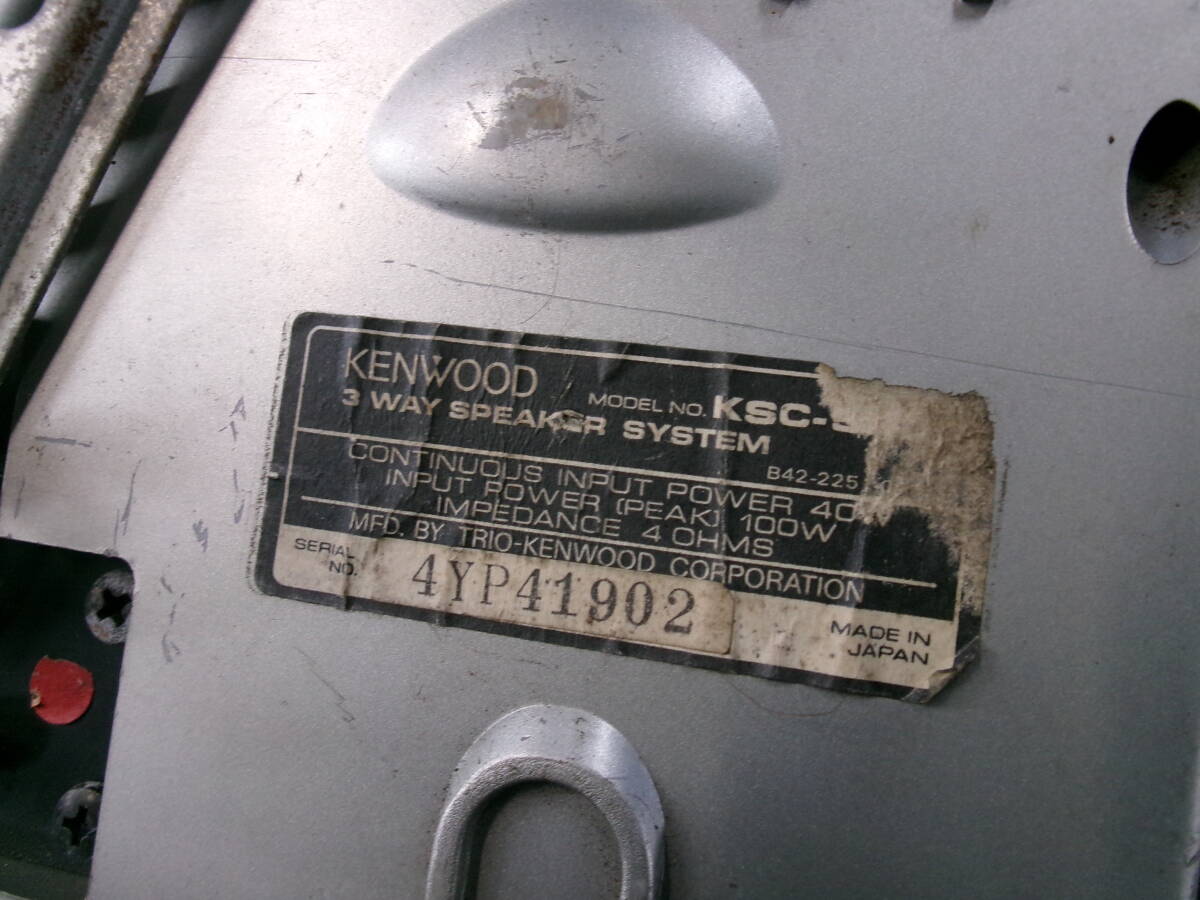 KENWOOD
MODEL NO. KSC-
3 WAY SPEAKER SYSTEM
B42-225
CONTINUOUS INPUT POWER 40
INPUT POWER (PEAK) 100W
IMPEDANCE 4 OHMS
MFD. BY TRIO-KENWOOD CORPORATION
SERIAL NO. 4YP41902
MADE IN
JAPAN